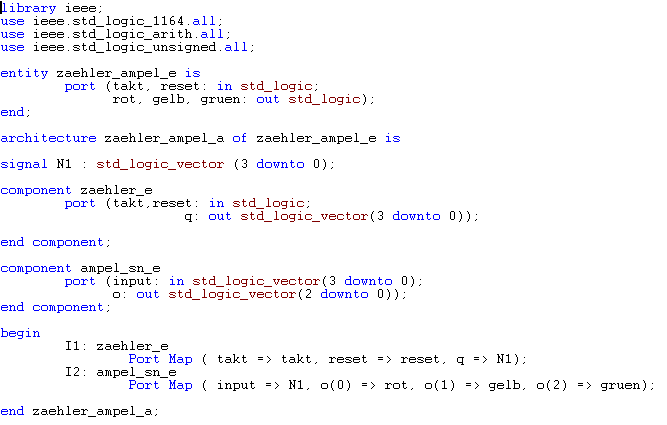 library ieee;
use ieee.std_logic_1164.all;
use ieee.std_logic_arith.all;
use ieee.std_logic_unsigned.all;
entity zaehler_ampel_e is
port (takt, reset: in std_logic;
rot, gelb, gruen: out std_logic);
end;
architecture zaehler_ampel_a of zaehler_ampel_e is
signal N1 : std_logic_vector (3 downto 0);
component zaehler_e
port (takt,reset: in std_logic;
q: out std_logic_vector(3 downto 0));
end component;
component ampel_sn_e
port (input: in std_logic_vector(3 downto 0);
o: out std_logic_vector(2 downto 0));
end component;
begin
I1: zaehler_e
Port Map ( takt => takt, reset => reset, q => N1);
I2: ampel_sn_e
Port Map ( input => N1, o(0) => rot, o(1) => gelb, o(2) => gruen);
end zaehler_ampel_a;